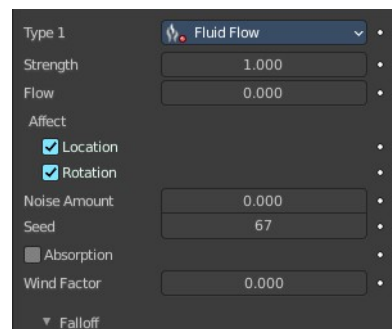 Type 1 Fluid Flow
Strength 1.000
Flow 0.000
Affect
Location
Rotation
Noise Amount 0.000
Seed 67
Absorption
Wind Factor 0.000
Falloff